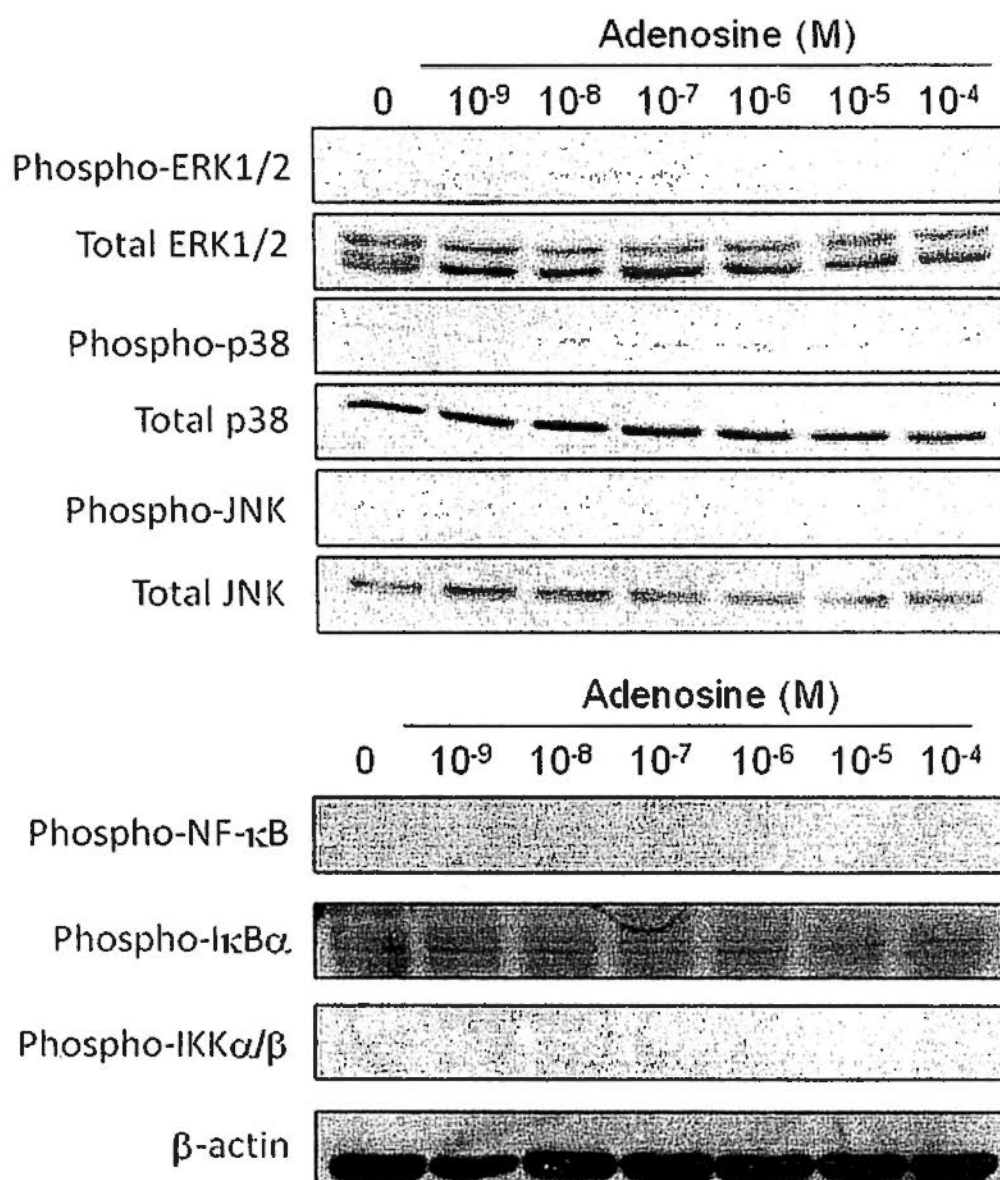 Adenosine (M)
0 10⁻⁹ 10⁻⁸ 10⁻⁷ 10⁻⁶ 10⁻⁵ 10⁻⁴
Phospho-ERK1/2
Total ERK1/2
Phospho-p38
Total p38
Phospho-JNK
Total JNK
Adenosine (M)
0 10⁻⁹ 10⁻⁸ 10⁻⁷ 10⁻⁶ 10⁻⁵ 10⁻⁴
Phospho-NF-κB
Phospho-IκBα
Phospho-IKKα/β
β-actin